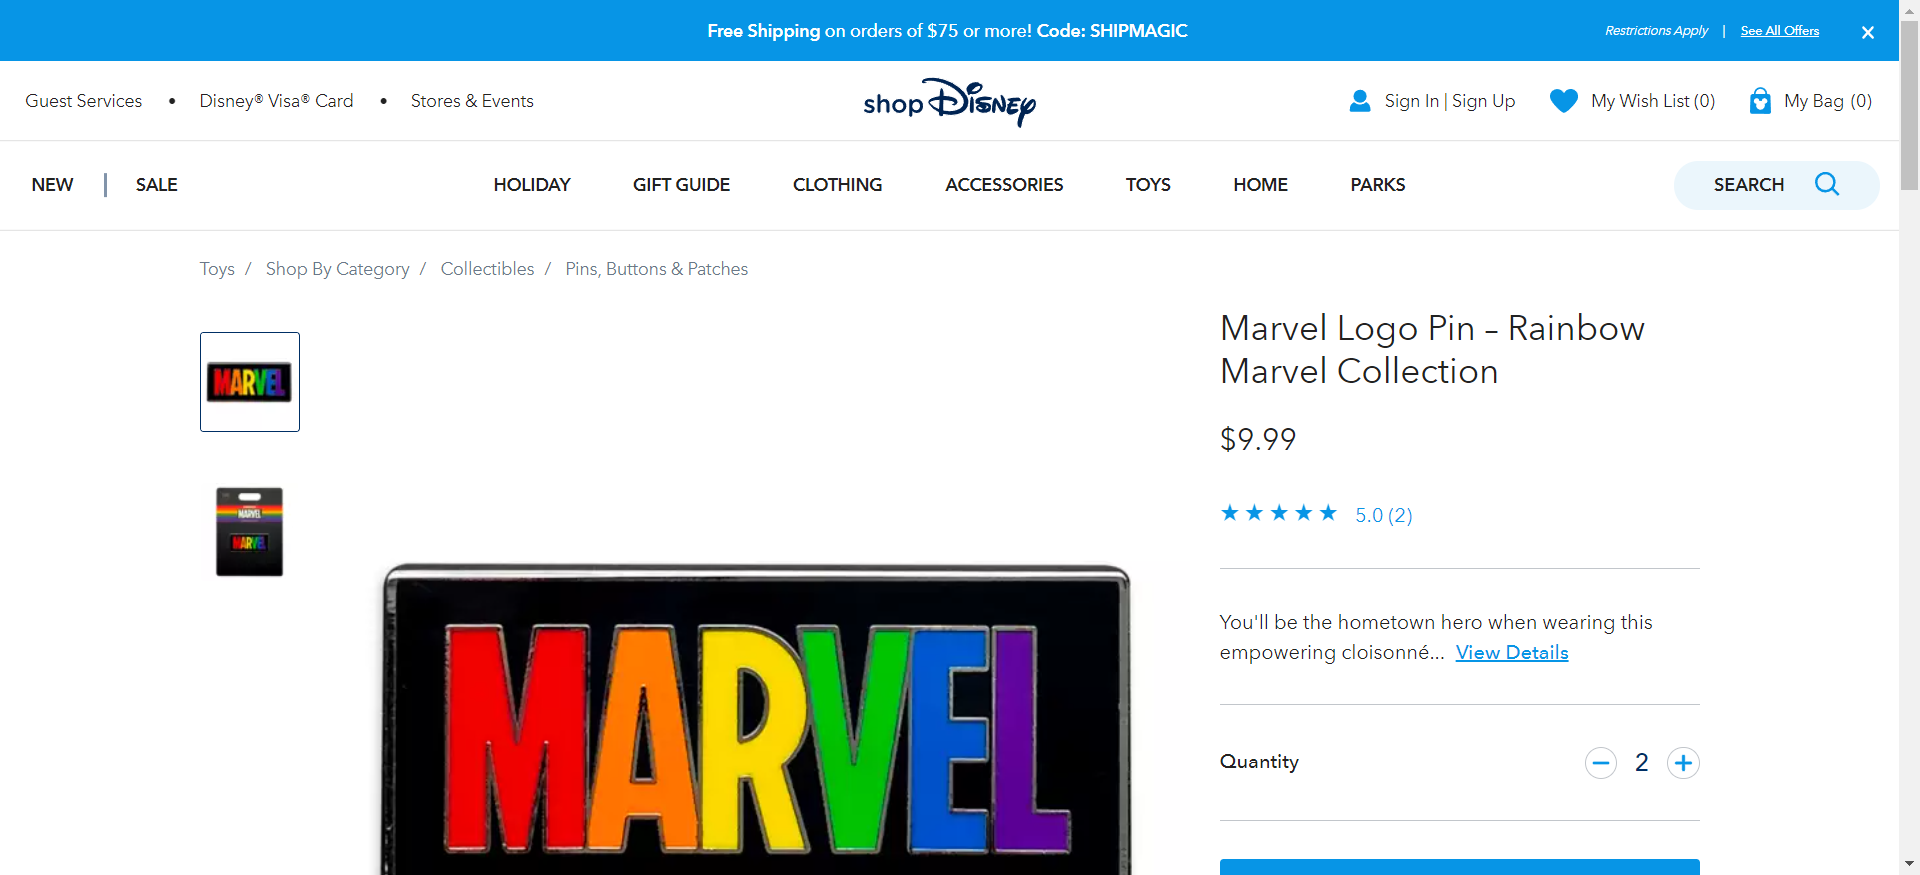 Free Shipping on orders of $75 or more! Code: SHIPMAGIC
Restrictions Apply | See All Offers
Guest Services • Disney® Visa® Card • Stores & Events
shop Disney
Sign In | Sign Up
My Wish List (0)
My Bag (0)
NEW | SALE
HOLIDAY GIFT GUIDE CLOTHING ACCESSORIES TOYS HOME PARKS
SEARCH
Toys / Shop By Category / Collectibles / Pins, Buttons & Patches
MARVEL
MARVEL
MARVEL
MARVEL
Marvel Logo Pin – Rainbow
Marvel Collection
$9.99
5.0 (2)
You'll be the hometown hero when wearing this
empowering cloisonné... View Details
Quantity
2